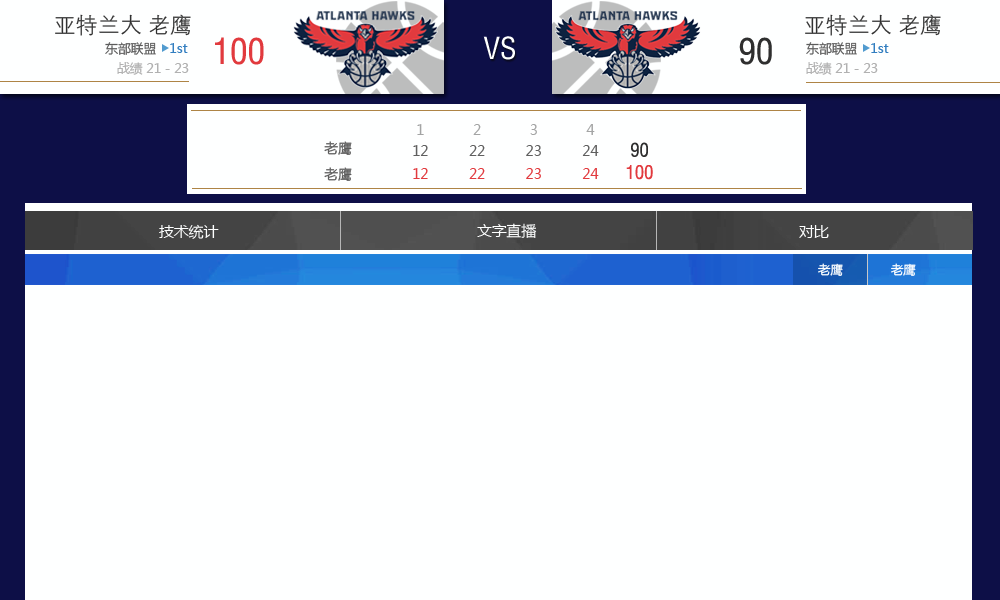 亚特兰大 老鹰
东部联盟 ▶1st
战绩 21 - 23
100
ATLANTA HAWKS
VS
ATLANTA HAWKS
90
亚特兰大 老鹰
东部联盟 ▶1st
战绩 21 - 23
1 2 3 4
老鹰 12 22 23 24 90
老鹰 12 22 23 24 100
技术统计 文字直播 对比
老鹰 老鹰